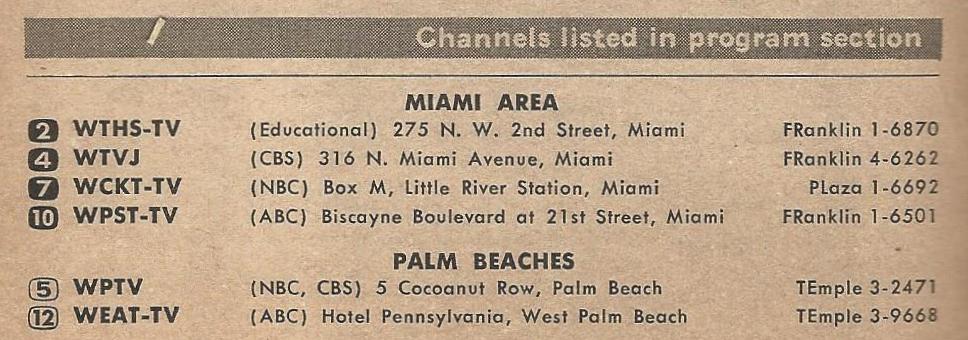 Channels listed in program section
MIAMI AREA
2 WTHS-TV (Educational) 275 N. W. 2nd Street, Miami FRanklin 1-6870
4 WTVJ (CBS) 316 N. Miami Avenue, Miami FRanklin 4-6262
7 WCKT-TV (NBC) Box M, Little River Station, Miami PLaza 1-6692
10 WPST-TV (ABC) Biscayne Boulevard at 21st Street, Miami FRanklin 1-6501
PALM BEACHES
5 WPTV (NBC, CBS) 5 Cocoanut Row, Palm Beach TEmple 3-2471
12 WEAT-TV (ABC) Hotel Pennsylvania, West Palm Beach TEmple 3-9668